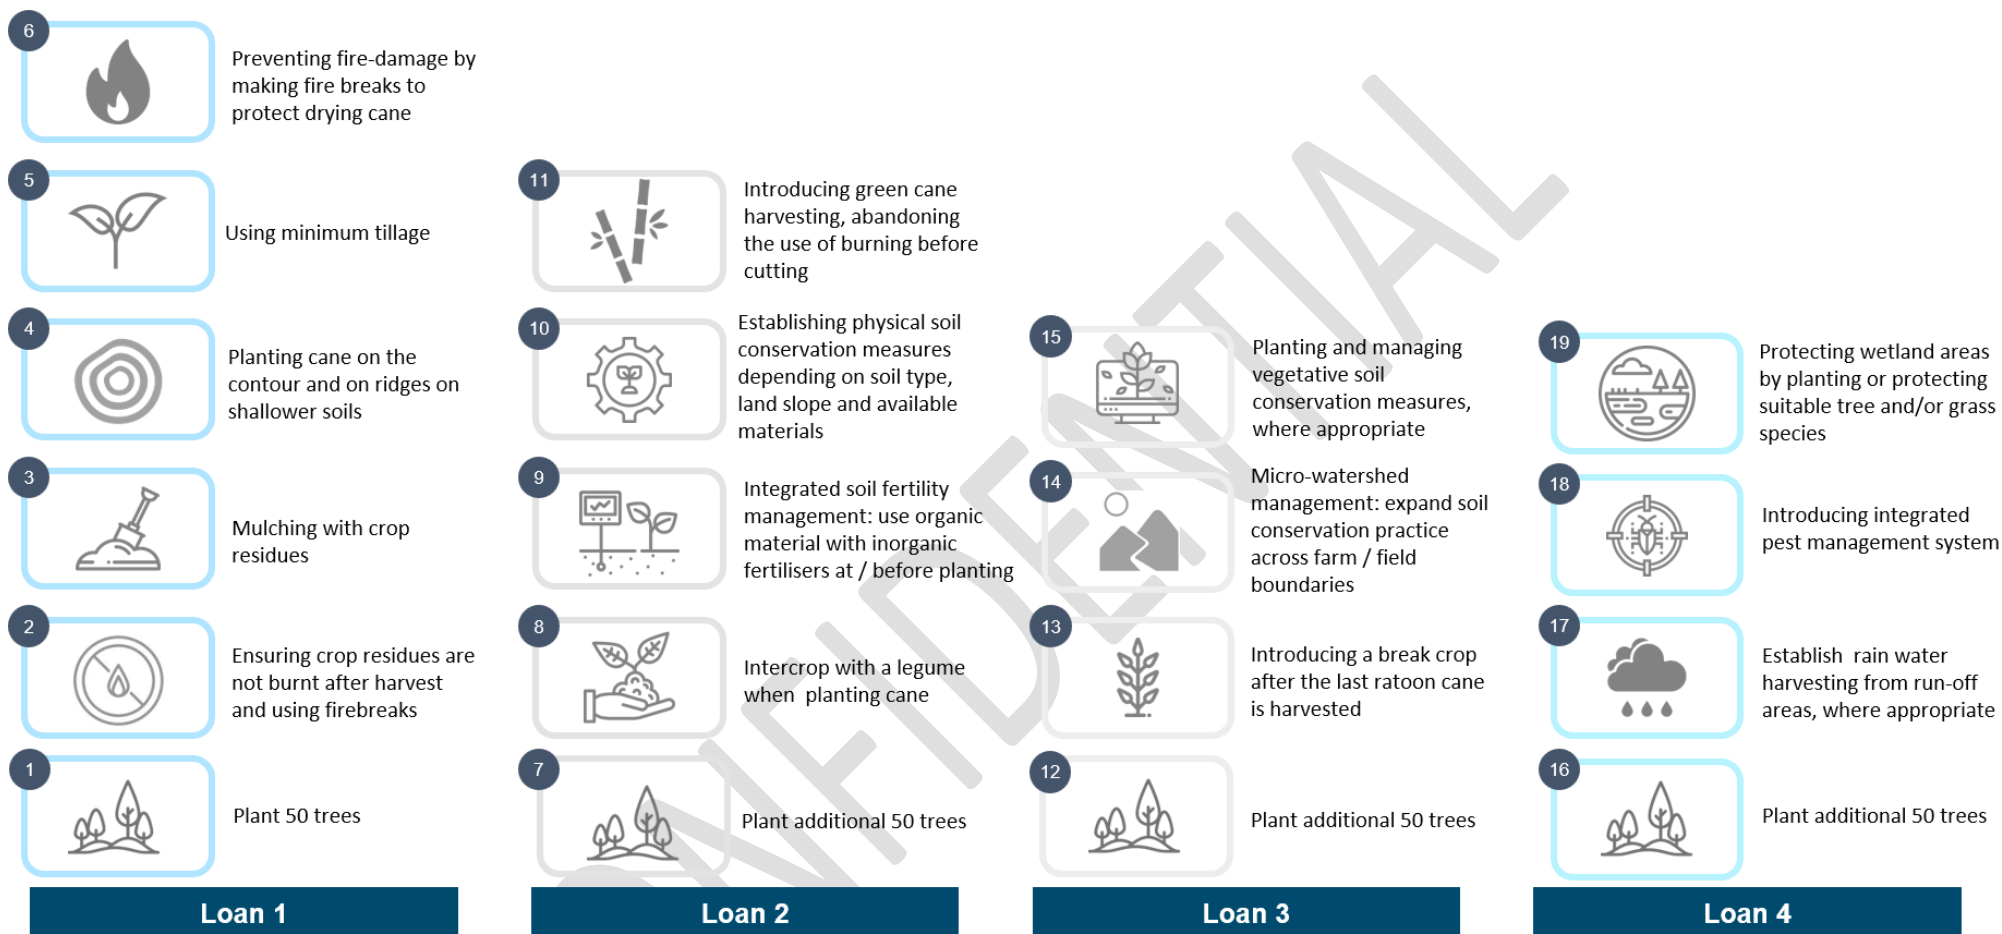 6
Preventing fire-damage by
making fire breaks to
protect drying cane
5
Using minimum tillage
4
Planting cane on the
contour and on ridges on
shallower soils
3
Mulching with crop
residues
2
Ensuring crop residues are
not burnt after harvest
and using firebreaks
1
Plant 50 trees
Loan 1
11
Introducing green cane
harvesting, abandoning
the use of burning before
cutting
10
Establishing physical soil
conservation measures
depending on soil type,
land slope and available
materials
9
Integrated soil fertility
management: use organic
material with inorganic
fertilisers at / before planting
8
Intercrop with a legume
when  planting cane
7
Plant additional 50 trees
Loan 2
15
Planting and managing
vegetative soil
conservation measures,
where appropriate
14
Micro-watershed
management: expand soil
conservation practice
across farm / field
boundaries
13
Introducing a break crop
after the last ratoon cane
is harvested
12
Plant additional 50 trees
Loan 3
19
Protecting wetland areas
by planting or protecting
suitable tree and/or grass
species
18
Introducing integrated
pest management system
17
Establish  rain water
harvesting from run-off
areas, where appropriate
16
Plant additional 50 trees
Loan 4
ONFIDENTIAL